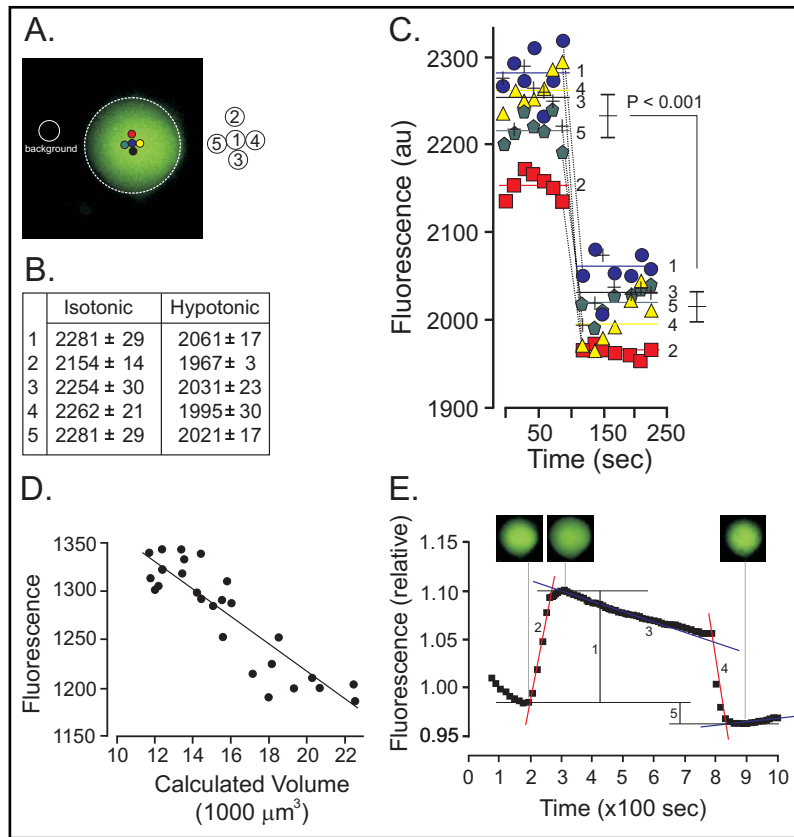 A.
background
2
5 1 4
3
B.
Isotonic Hypotonic
1 2281 ± 29 2061 ± 17
2 2154 ± 14 1967 ± 3
3 2254 ± 30 2031 ± 23
4 2262 ± 21 1995 ± 30
5 2281 ± 29 2021 ± 17
C.
Fluorescence (au)
2300
2200
2100
2000
1900
1
4
3
5
2
P < 0.001
1
3
5
4
2
50 150 250
Time (sec)
D.
Fluorescence
1350
1300
1250
1200
1150
10 12 14 16 18 20 22
Calculated Volume
(1000 μm³)
E.
Fluorescence (relative)
1.15
1.10
1.05
1.00
0.95
2
1
3
4
5
0 1 2 3 4 5 6 7 8 9 10
Time (x100 sec)